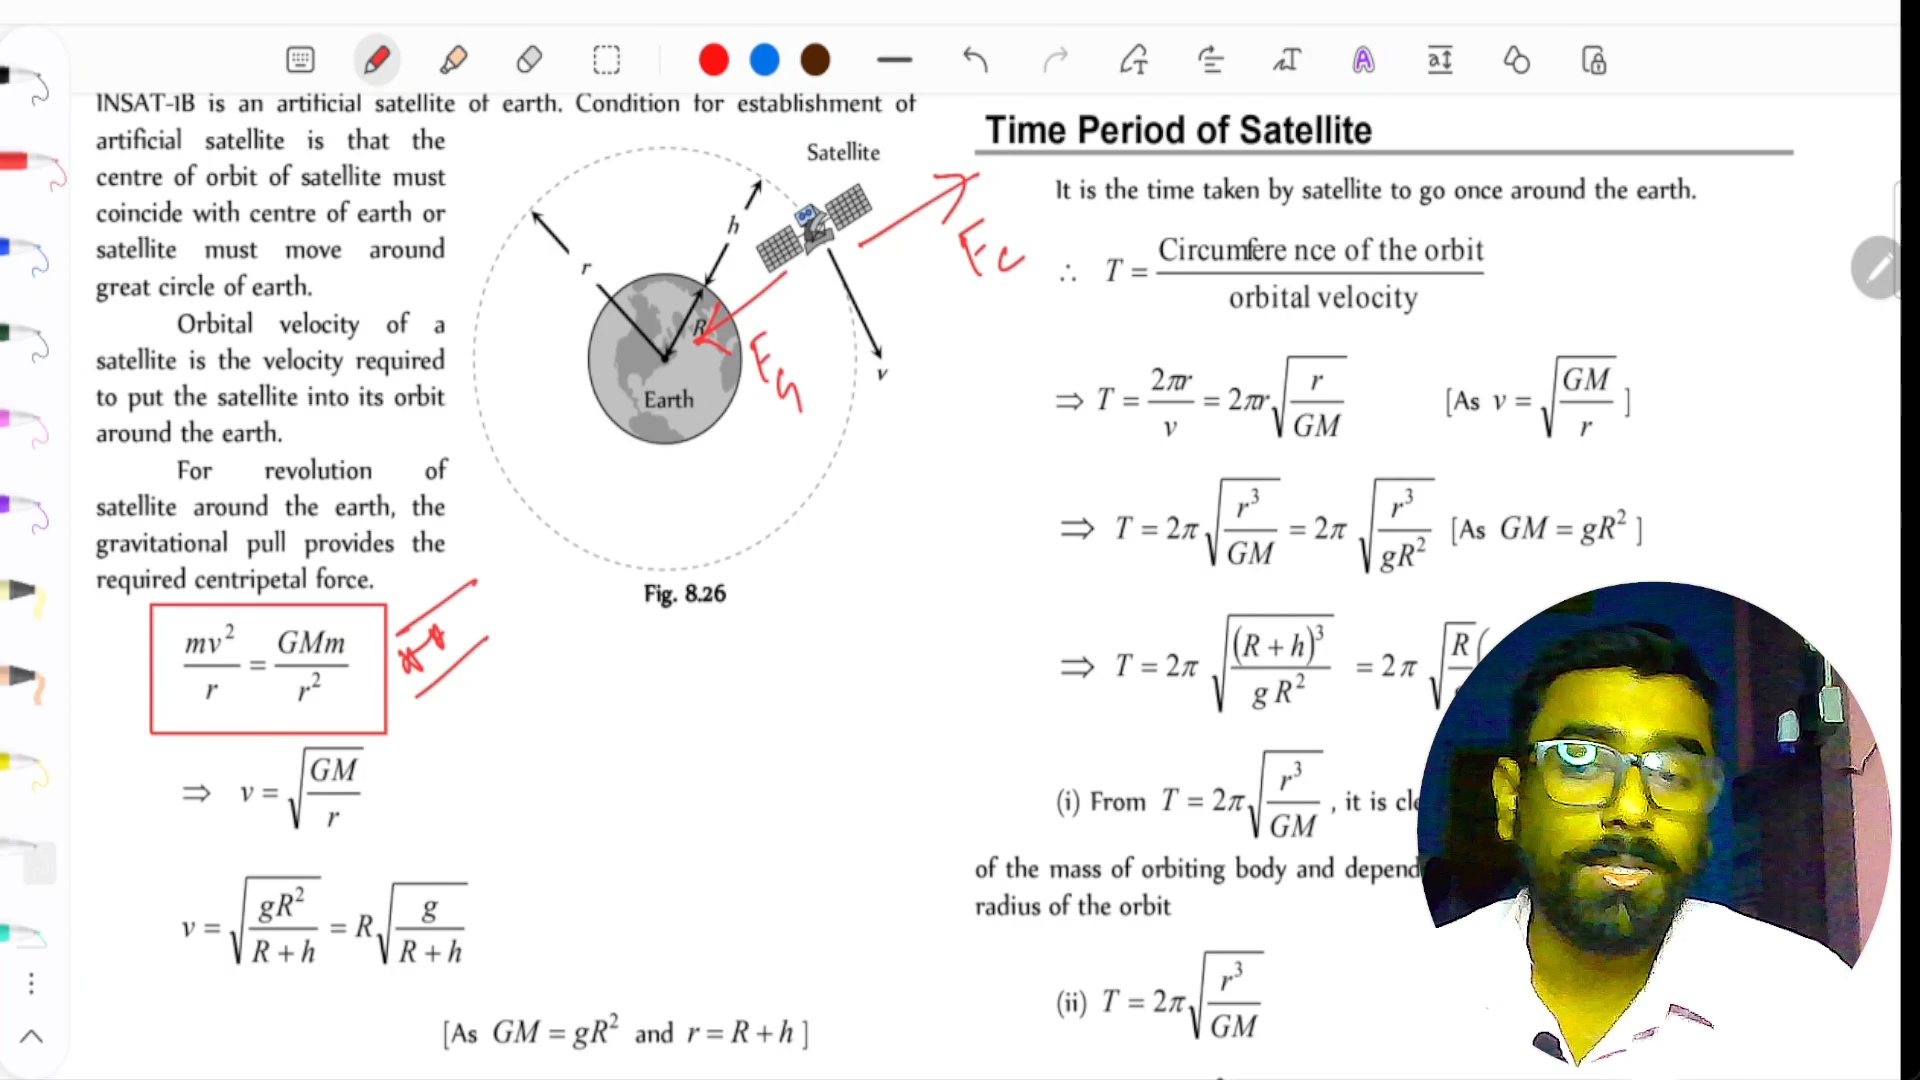 INSAT-1B is an artificial satellite of earth. Condition for establishment of
artificial satellite is that the
centre of orbit of satellite must
coincide with centre of earth or
satellite must move around
great circle of earth.
Orbital velocity of a
satellite is the velocity required
to put the satellite into its orbit
around the earth.
For revolution of
satellite around the earth, the
gravitational pull provides the
required centripetal force.
mv²/r = GMm/r²
⇒ v = √(GM/r)
v = √(gR²/(R + h)) = R√(g/(R + h))
[As GM = gR² and r = R + h ]
Satellite
h
r
R
Earth
v
Fc
FG
Fig. 8.26
Time Period of Satellite
It is the time taken by satellite to go once around the earth.
∴ T = Circumfere nce of the orbit / orbital velocity
⇒ T = 2πr/v = 2πr√(r/GM) [As v = √(GM/r) ]
⇒ T = 2π√(r³/GM) = 2π√(r³/gR²) [As GM = gR² ]
⇒ T = 2π√((R + h)³/g R²) = 2π√(R
(i) From T = 2π√(r³/GM) , it is
of the mass of orbiting body and
radius of the orbit
(ii) T = 2π√(r³/GM)